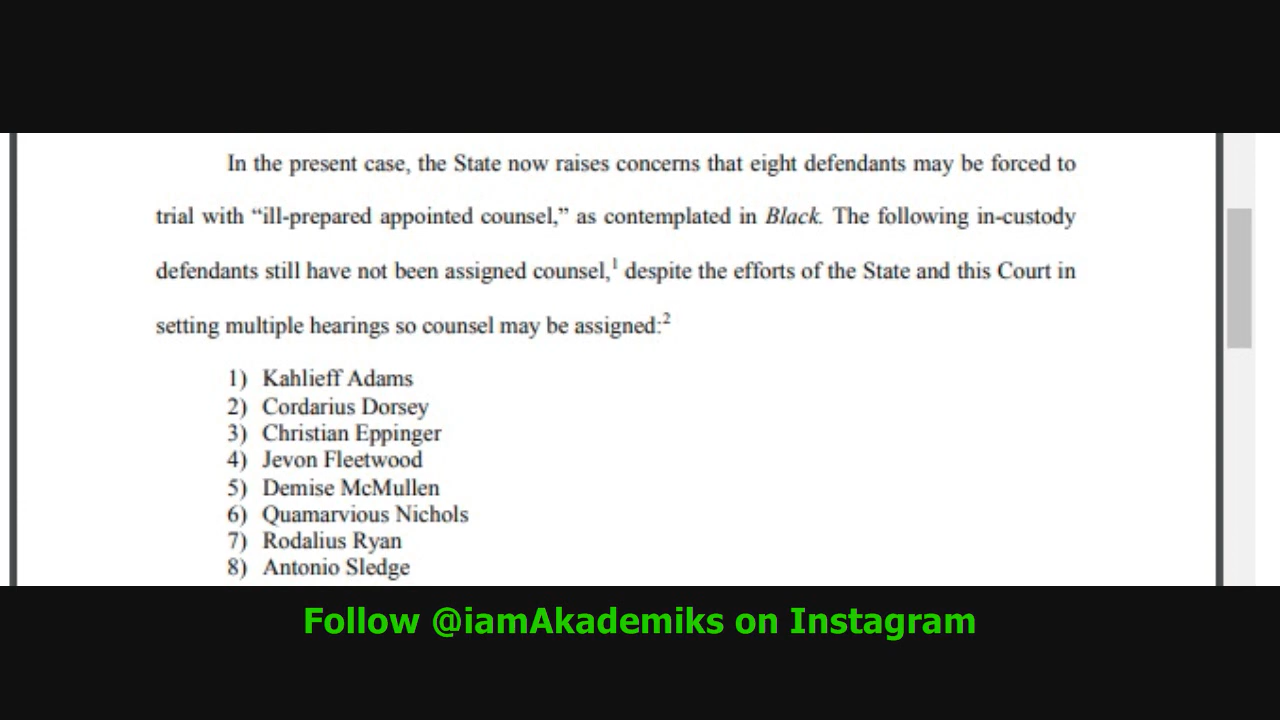 In the present case, the State now raises concerns that eight defendants may be forced to
trial with “ill-prepared appointed counsel,” as contemplated in Black. The following in-custody
defendants still have not been assigned counsel,1 despite the efforts of the State and this Court in
setting multiple hearings so counsel may be assigned:2
1) Kahlieff Adams
2) Cordarius Dorsey
3) Christian Eppinger
4) Jevon Fleetwood
5) Demise McMullen
6) Quamarvious Nichols
7) Rodalius Ryan
8) Antonio Sledge
Follow @iamAkademiks on Instagram